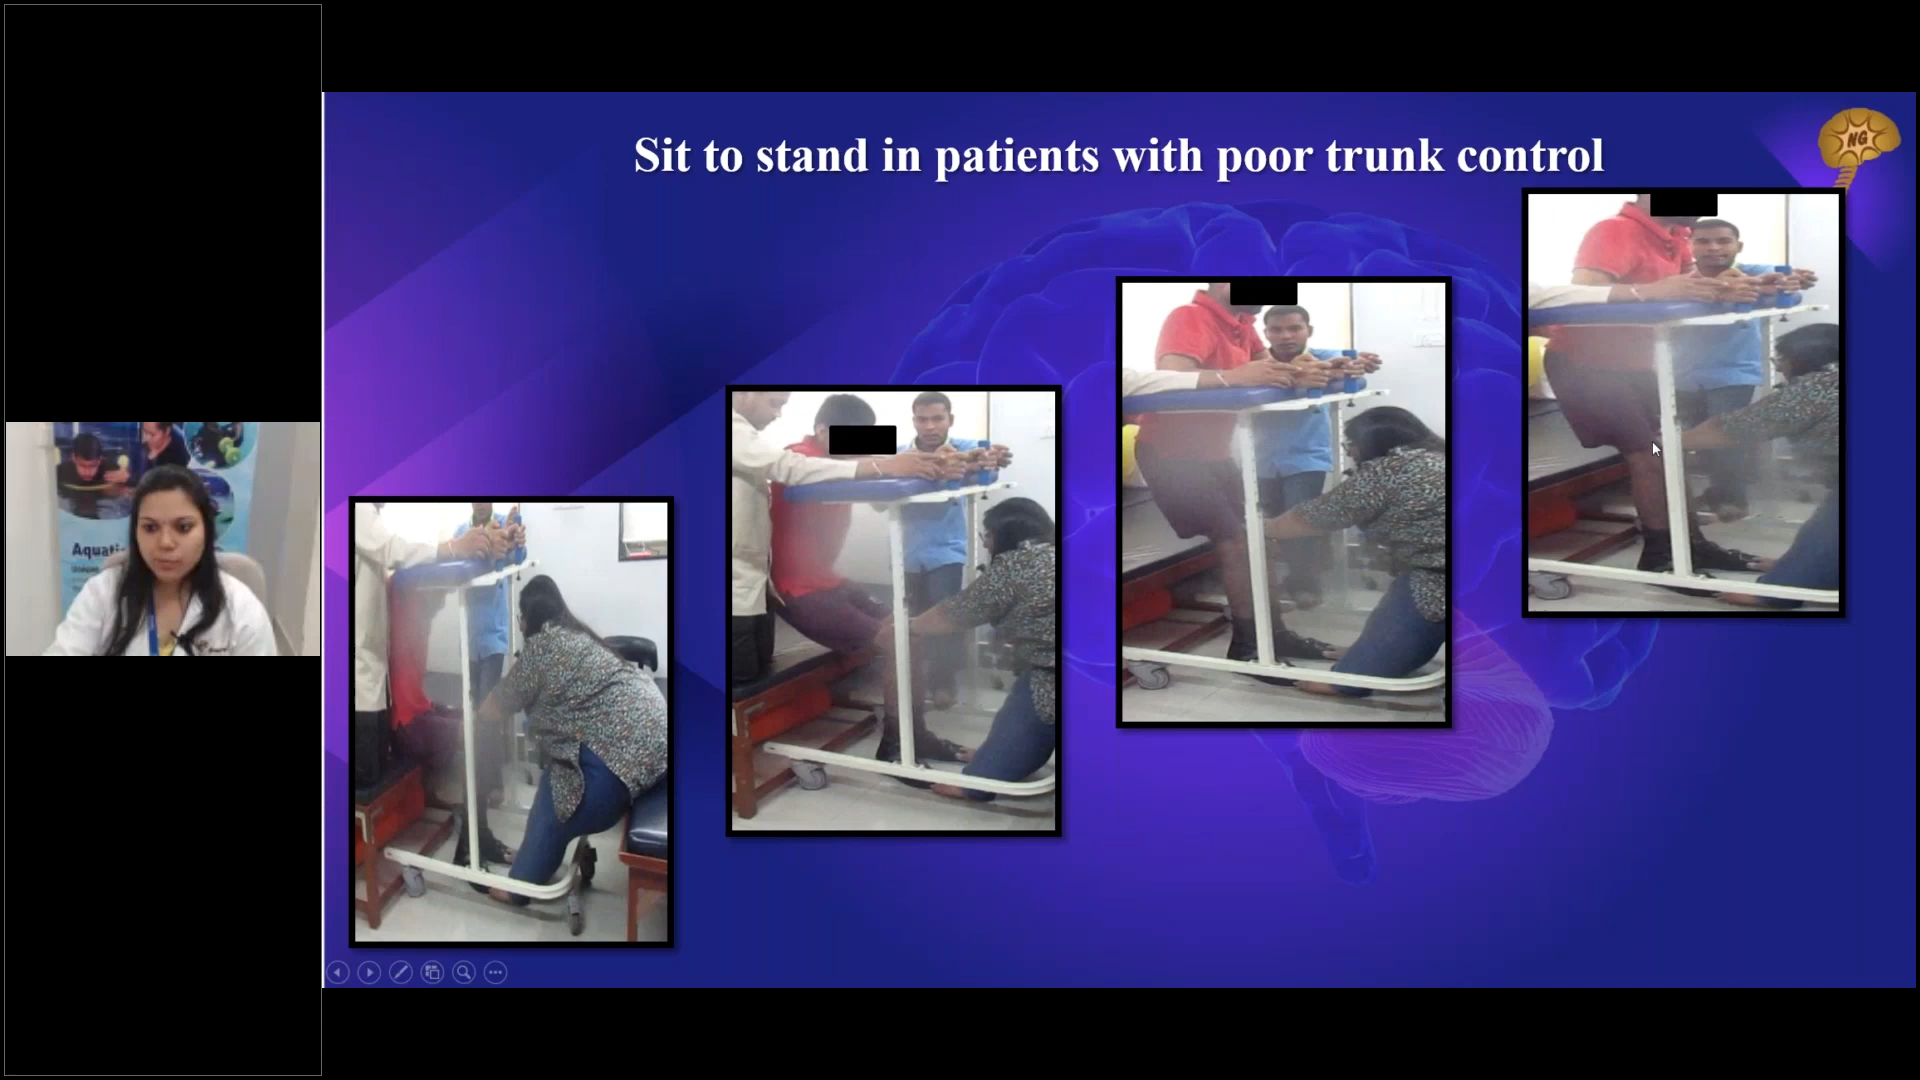 Sit to stand in patients with poor trunk control
NG
Aquati